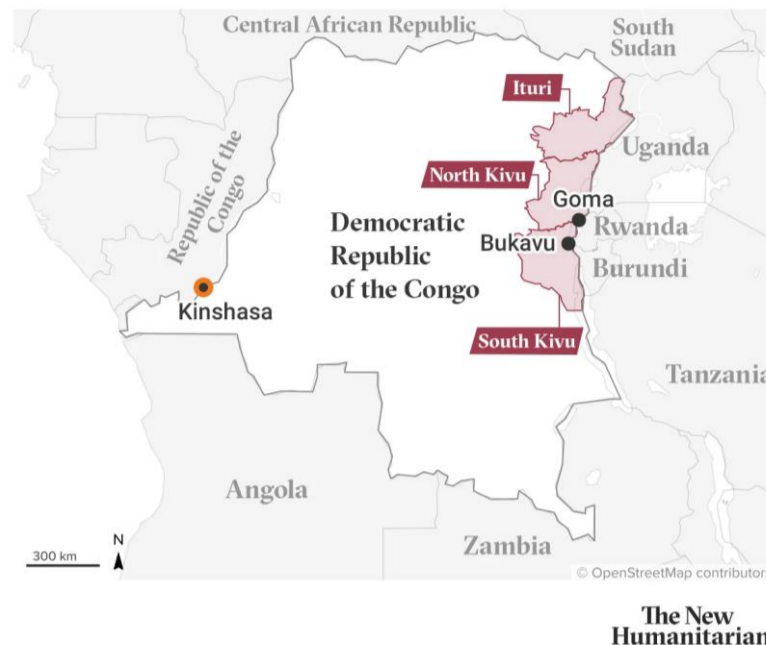 Central African Republic
South
Sudan
Ituri
Uganda
Republic of the
Congo
North Kivu
Goma
Rwanda
Democratic
Republic
of the Congo
Bukavu
Burundi
Kinshasa
South Kivu
Tanzania
Angola
Zambia
N
300 km
© OpenStreetMap contributors
The New
Humanitarian